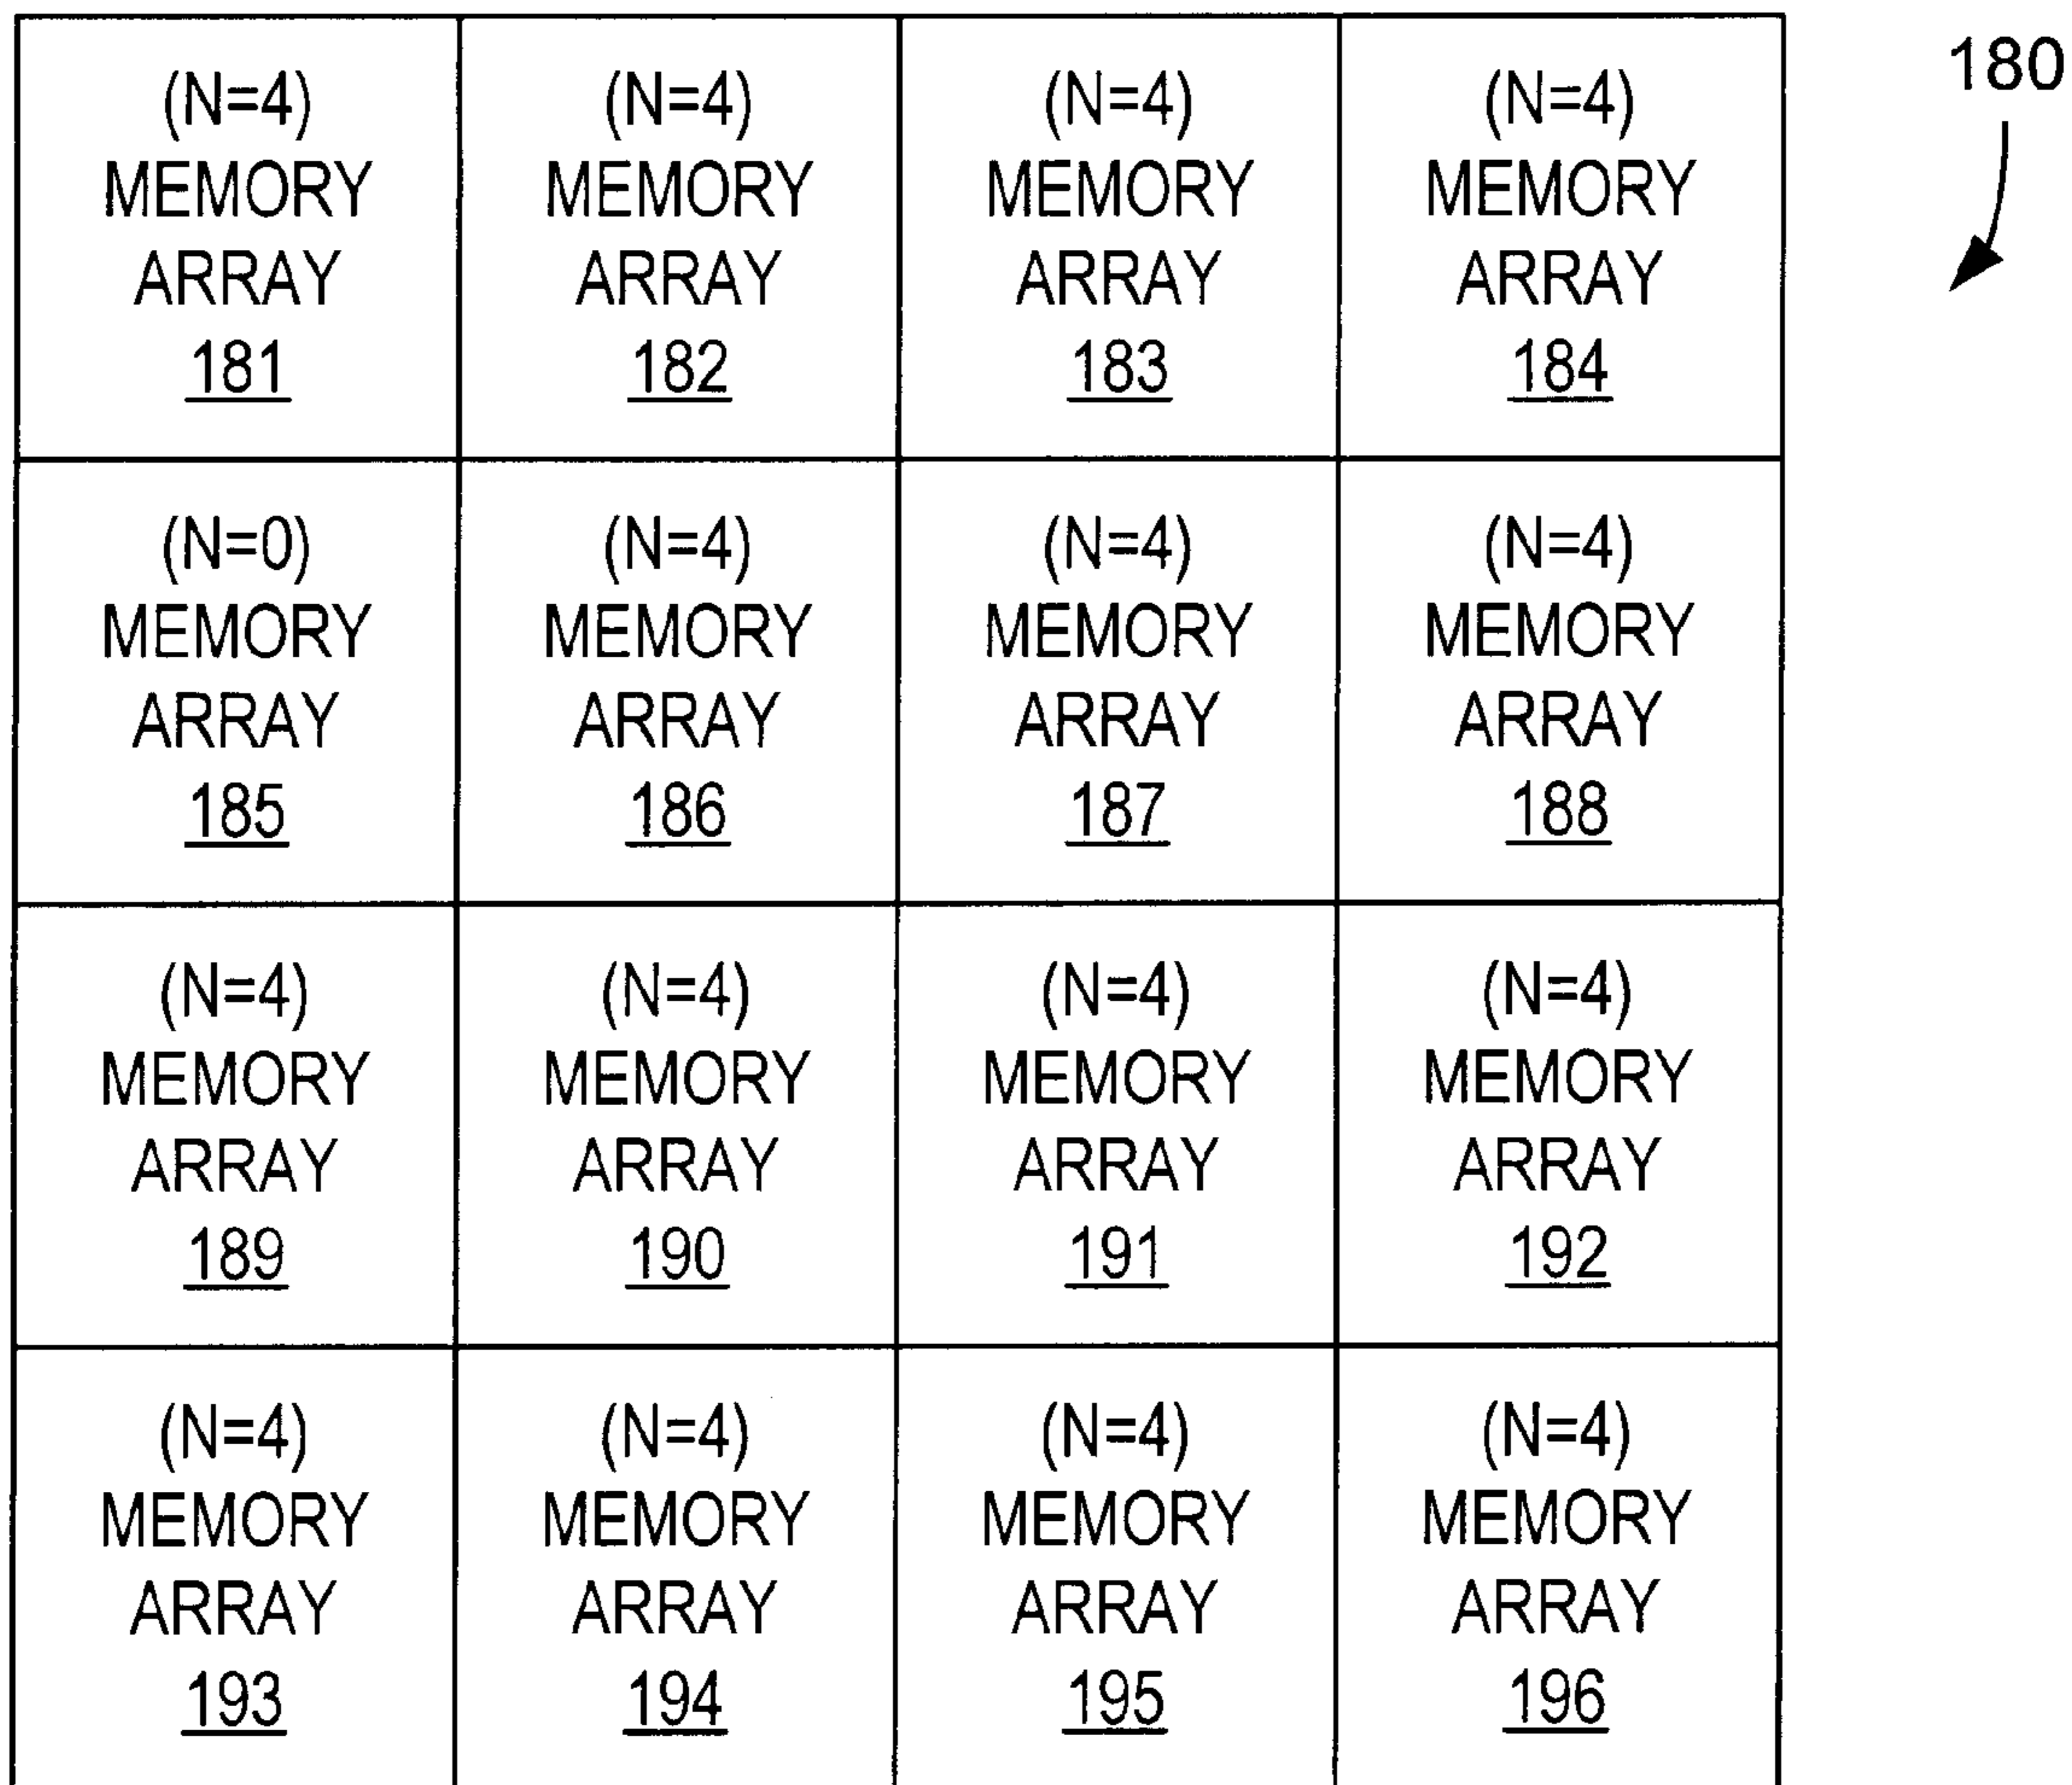 (N=4)
MEMORY
ARRAY
181
(N=4)
MEMORY
ARRAY
182
(N=4)
MEMORY
ARRAY
183
(N=4)
MEMORY
ARRAY
184
180
(N=0)
MEMORY
ARRAY
185
(N=4)
MEMORY
ARRAY
186
(N=4)
MEMORY
ARRAY
187
(N=4)
MEMORY
ARRAY
188
(N=4)
MEMORY
ARRAY
189
(N=4)
MEMORY
ARRAY
190
(N=4)
MEMORY
ARRAY
191
(N=4)
MEMORY
ARRAY
192
(N=4)
MEMORY
ARRAY
193
(N=4)
MEMORY
ARRAY
194
(N=4)
MEMORY
ARRAY
195
(N=4)
MEMORY
ARRAY
196